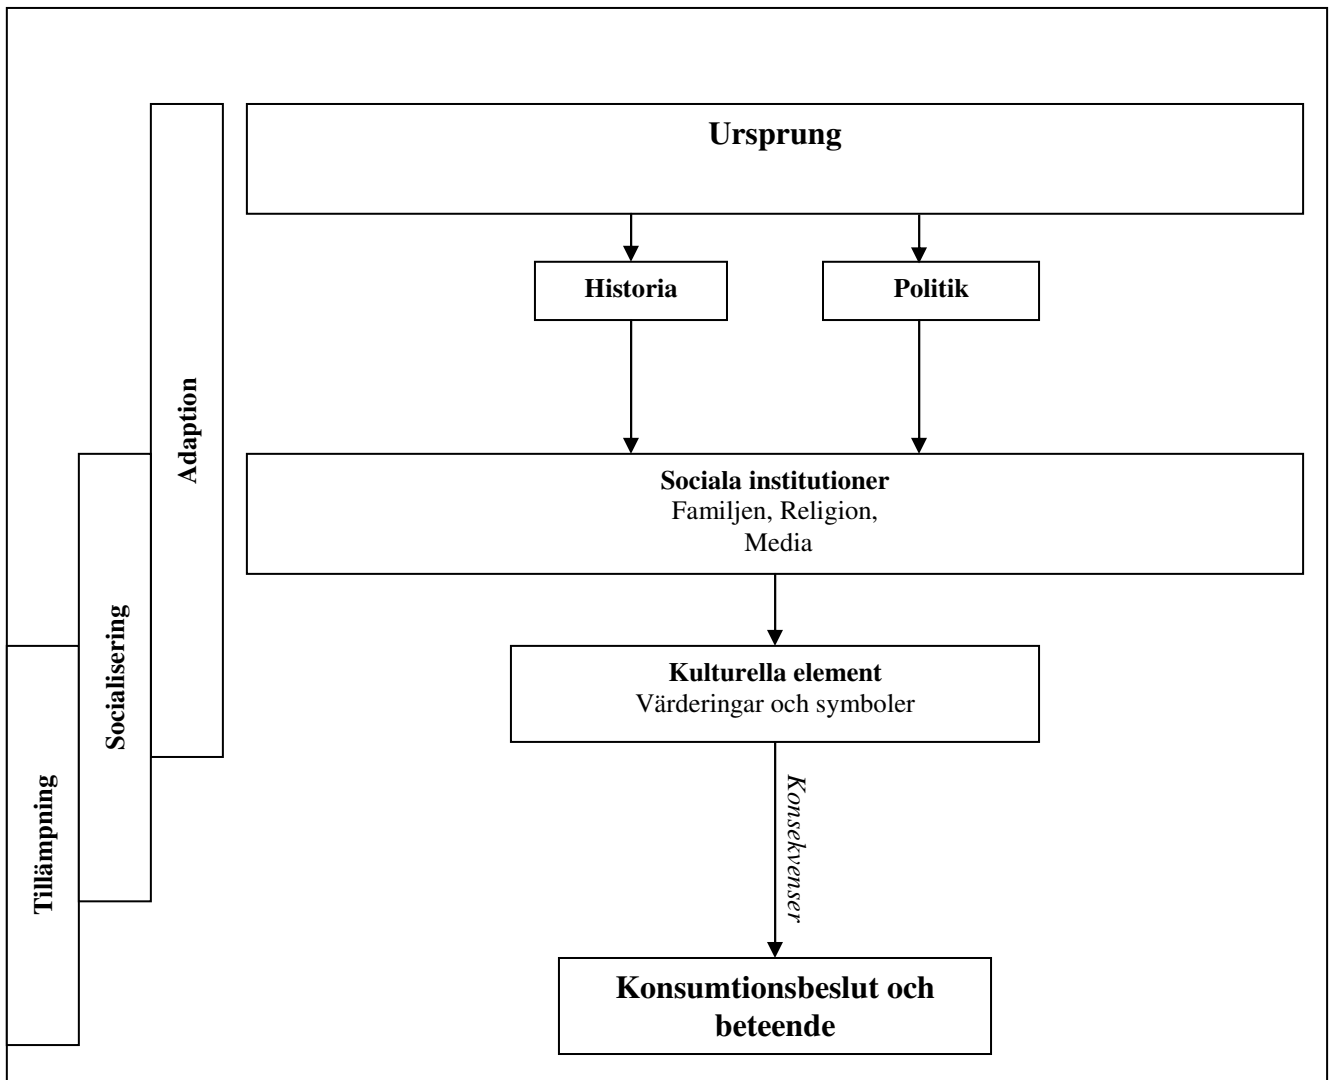 Ursprung
Historia
Politik
Adaption
Sociala institutioner
Familjen, Religion,
Media
Socialisering
Kulturella element
Värderingar och symboler
Tillämpning
Konsekvenser
Konsumtionsbeslut och
beteende